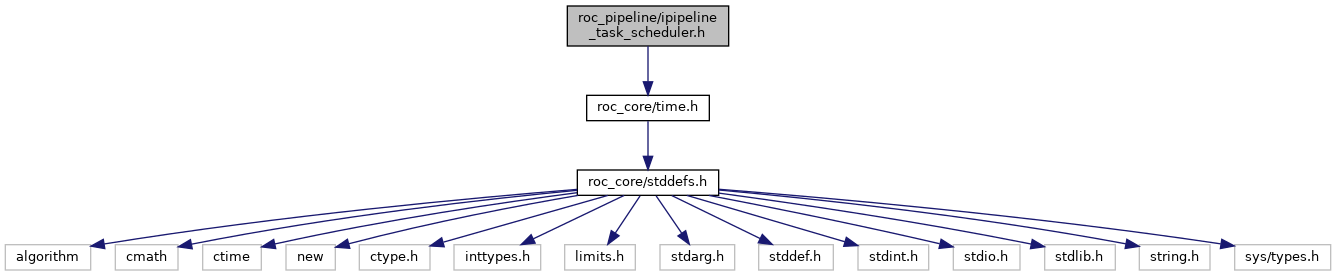 roc_pipeline/ipipeline
_task_scheduler.h
roc_core/time.h
roc_core/stddefs.h
algorithm
cmath
ctime
new
ctype.h
inttypes.h
limits.h
stdarg.h
stddef.h
stdint.h
stdio.h
stdlib.h
string.h
sys/types.h